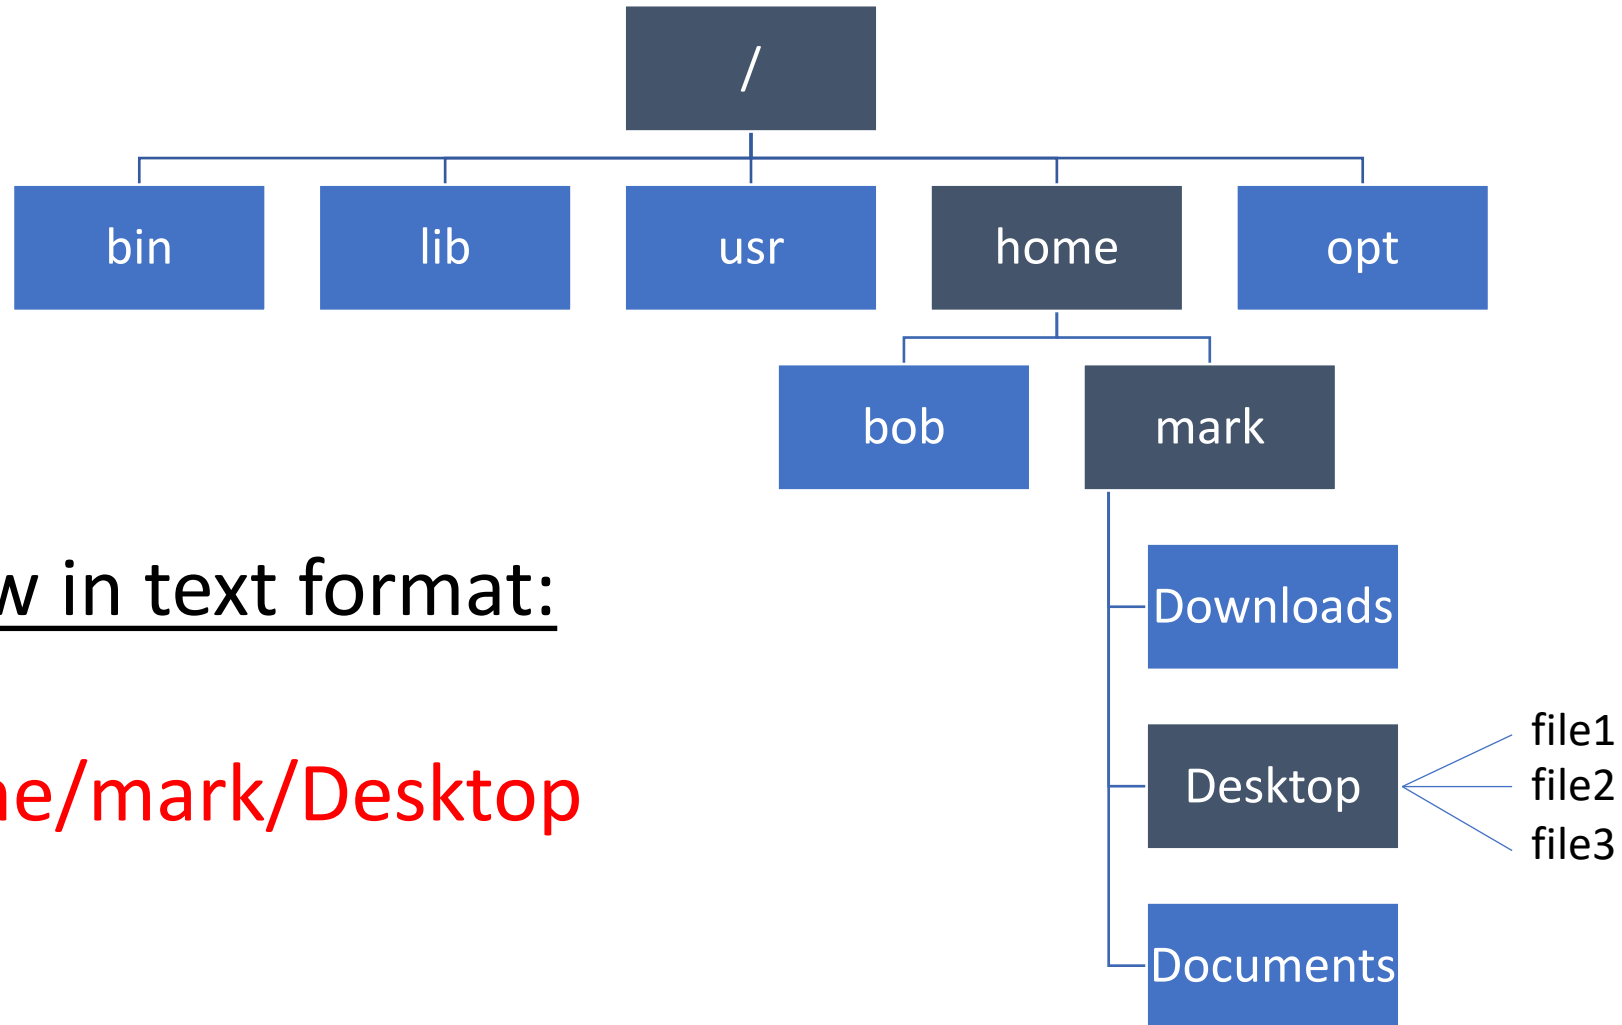 /
bin lib usr home opt
bob mark
w in text format:
Downloads
ne/mark/Desktop
Desktop
file1
file2
file3
Documents